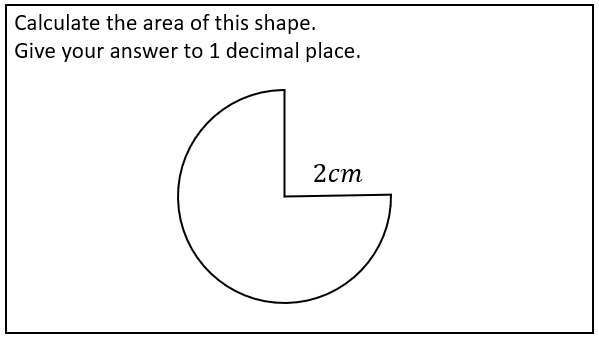 Calculate the area of this shape.
Give your answer to 1 decimal place.
2cm